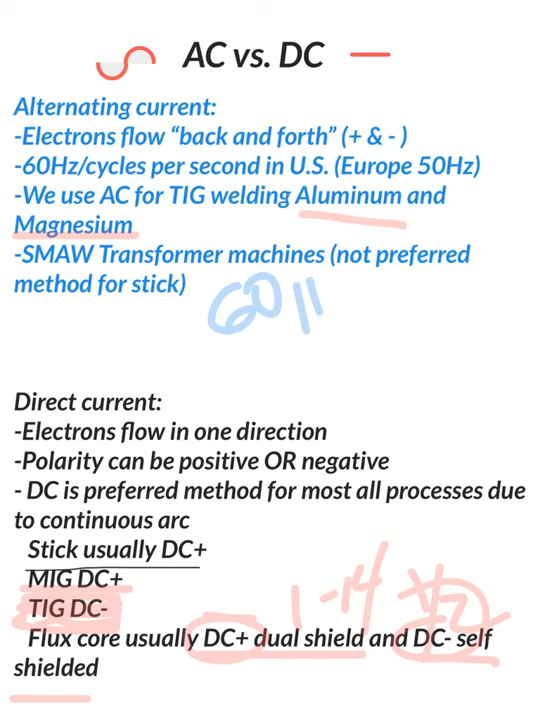 AC vs. DC
Alternating current:
-Electrons flow “back and forth” (+ & - )
-60Hz/cycles per second in U.S. (Europe 50Hz)
-We use AC for TIG welding Aluminum and
Magnesium
-SMAW Transformer machines (not preferred
method for stick)
6011
Direct current:
-Electrons flow in one direction
-Polarity can be positive OR negative
- DC is preferred method for most all processes due
to continuous arc
Stick usually DC+
MIG DC+
TIG DC-
1-14
Flux core usually DC+ dual shield and DC- self
shielded